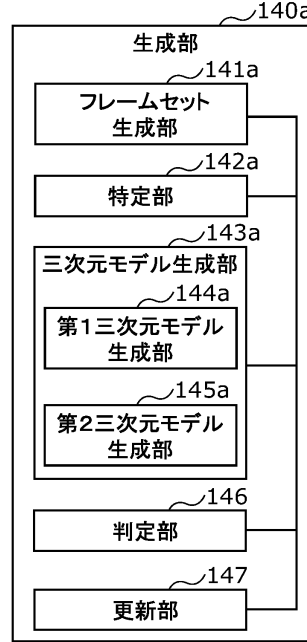 140a
生成部
141a
フレームセット
生成部
142a
特定部
143a
三次元モデル生成部
144a
第1三次元モデル
生成部
145a
第2三次元モデル
生成部
146
判定部
147
更新部